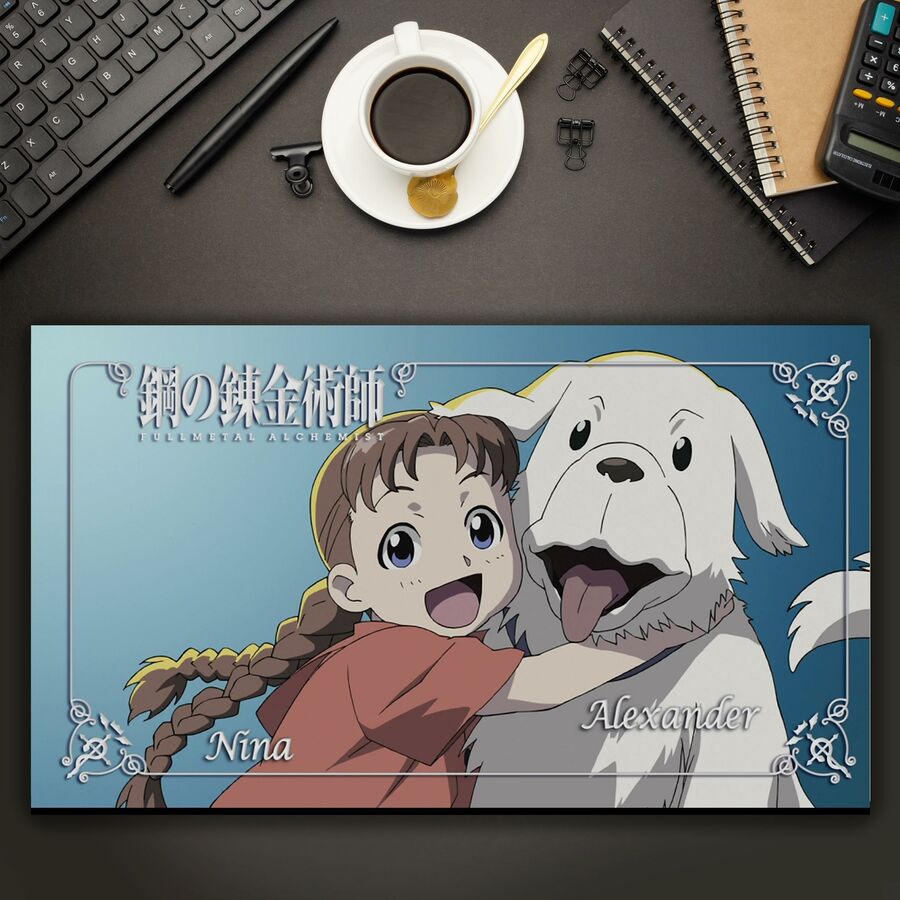 鋼の錬金術師
FULLMETAL ALCHEMIST
Alexander
Nina